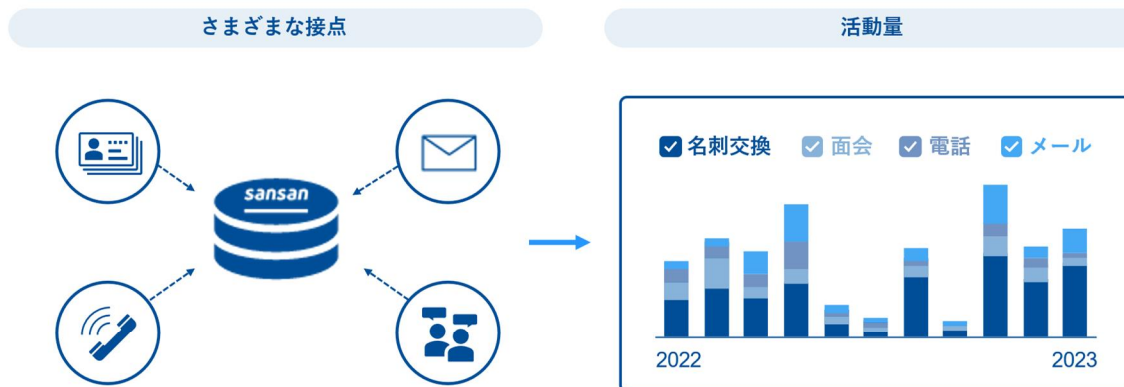 さまざまな接点
活動量
sansan
名刺交換 面会 電話 メール
2022 2023